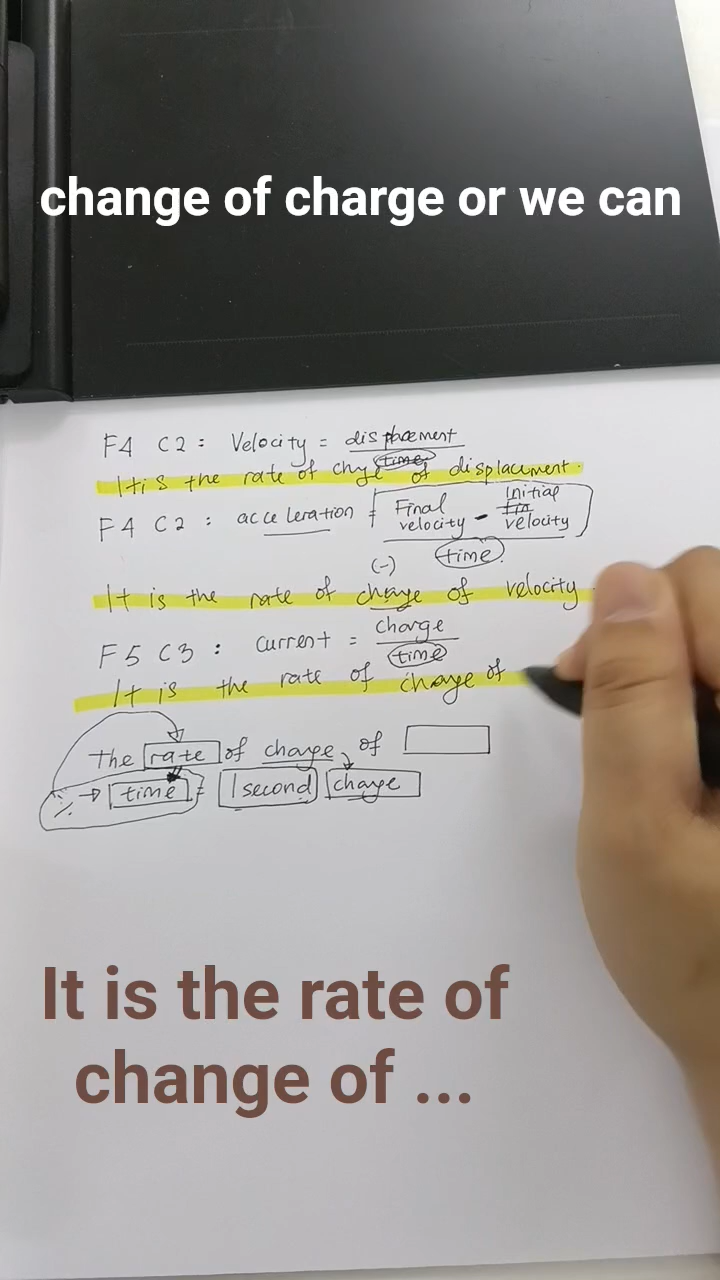 change of charge or we can
F4 C2 : Velocity = displacement
time
It is the rate of change of displacement.
F4 C2 : acceleration = Final velocity - Initial velocity
time
(-)
It is the rate of change of velocity.
F5 C3 : Current = charge
time
It is the rate of change of
The rate of change of
time = 1 second change
It is the rate of
change of ...